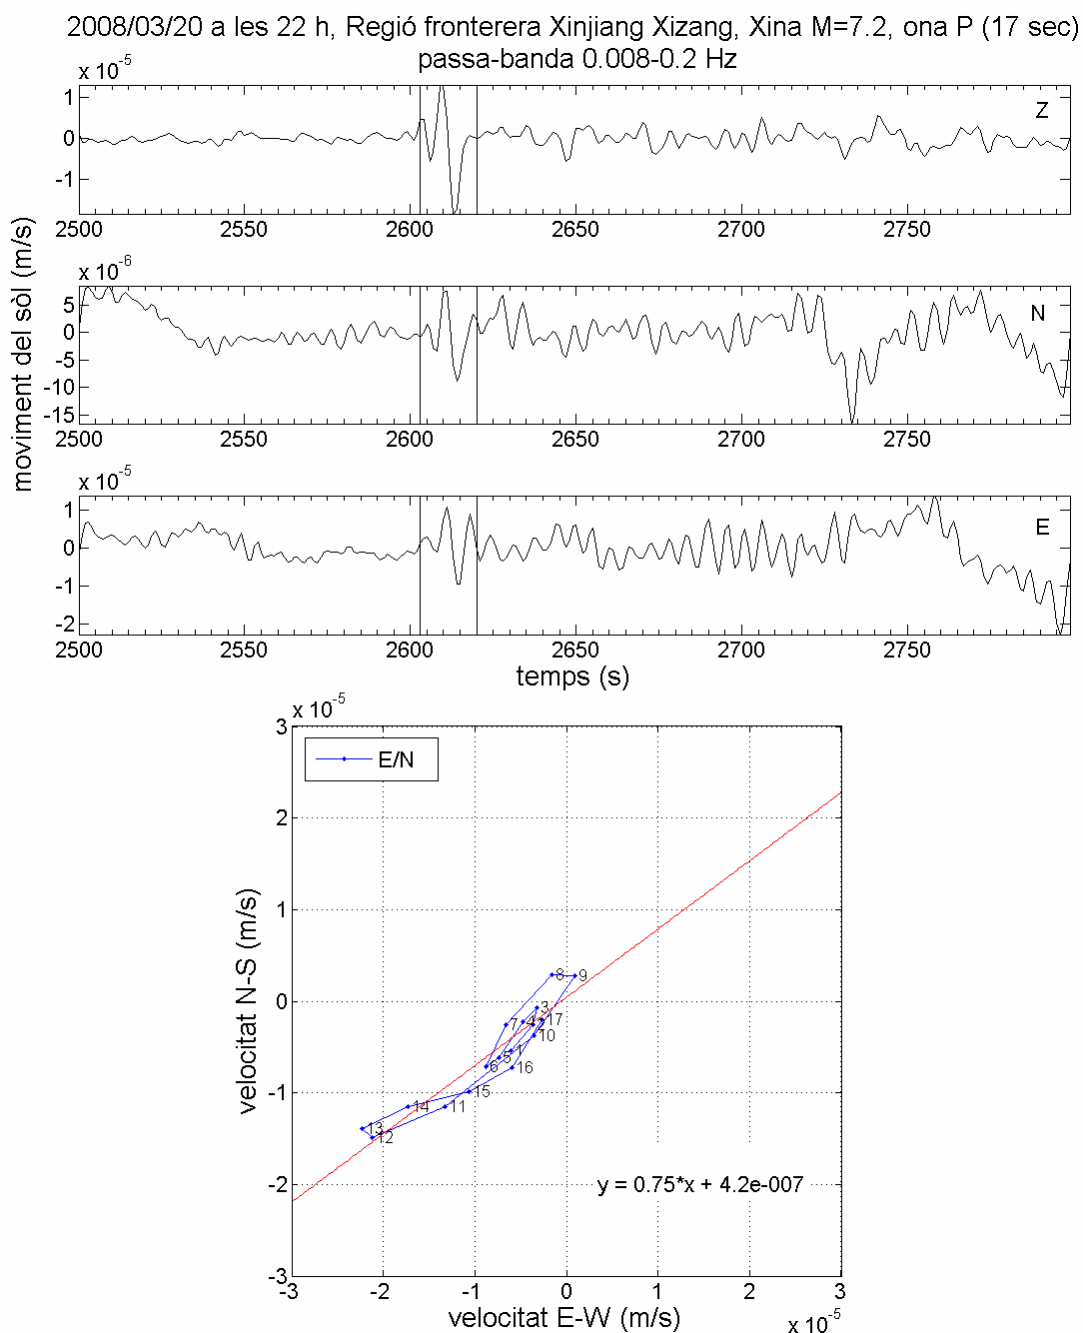 2008/03/20 a les 22 h, Regió fronterera Xinjiang Xizang, Xina M=7.2, ona P (17 sec)
passa-banda 0.008-0.2 Hz
x 10-5
1
0
-1
Z
2500 2550 2600 2650 2700 2750
moviment del sòl (m/s)
x 10-6
5
0
-5
-10
-15
N
2500 2550 2600 2650 2700 2750
x 10-5
1
0
-1
-2
E
2500 2550 2600 2650 2700 2750
temps (s)
x 10-5
3
E/N
2
1
0
-1
-2
-3
velocitat N-S (m/s)
8 9
3
7 4 17
10
6 5 1
16
15
14 11
13
12
y = 0.75*x + 4.2e-007
-3 -2 -1 0 1 2 3
velocitat E-W (m/s)
x 10-5